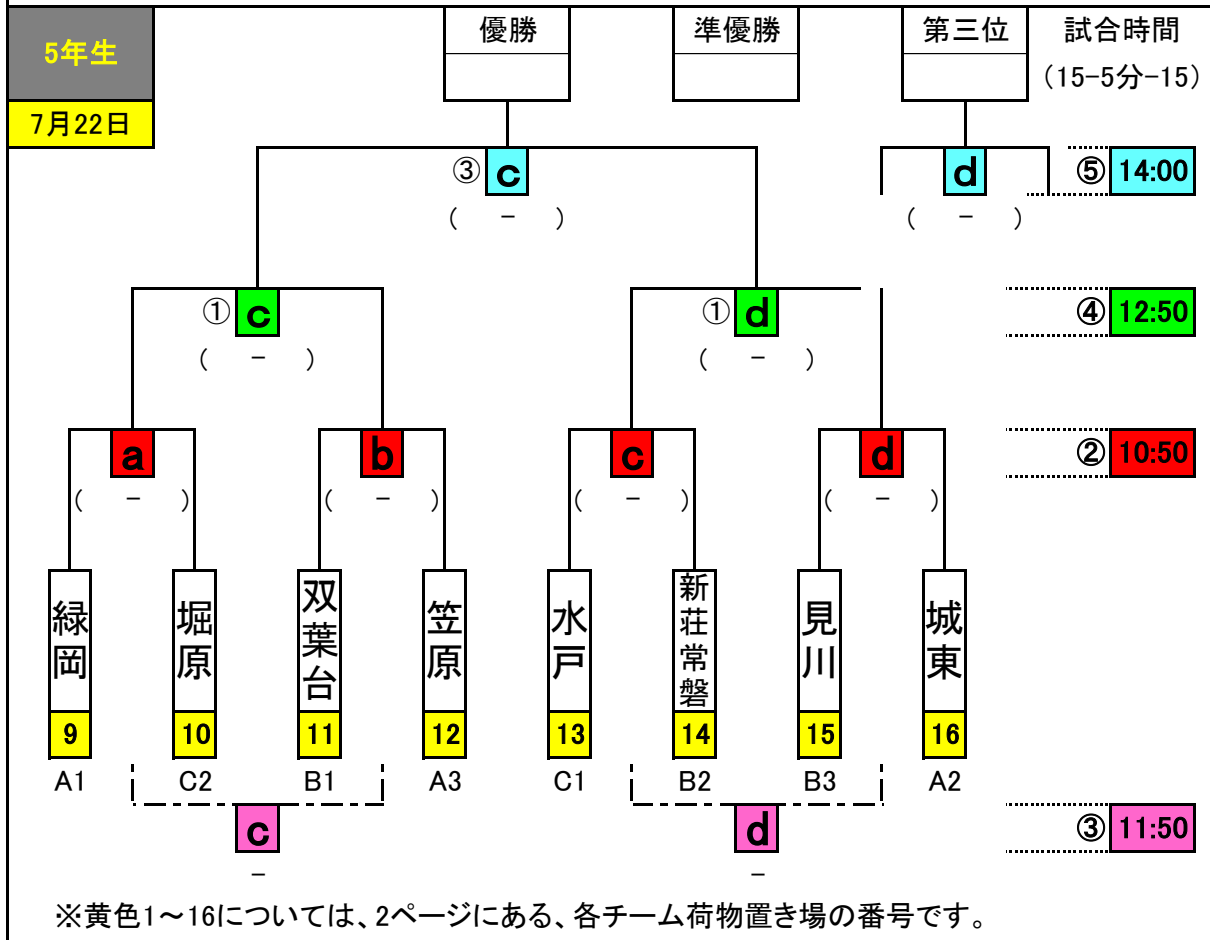 5年生
7月22日
優勝
準優勝
第三位
試合時間
(15-5分-15)
③ c
( - )
d
( - )
⑤ 14:00
① c
( - )
① d
( - )
④ 12:50
a
( - )
b
( - )
c
( - )
d
( - )
② 10:50
緑岡
堀原
双葉台
笠原
水戸
新荘常磐
見川
城東
9 10 11 12 13 14 15 16
A1 C2 B1 A3 C1 B2 B3 A2
c
-
d
-
③ 11:50
※黄色1～16については、2ページにある、各チーム荷物置き場の番号です。